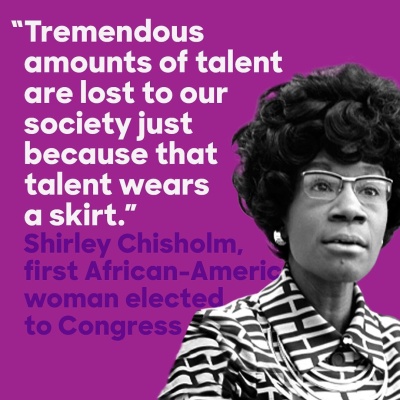 “Tremendous
amounts of talent
are lost to our
society just
because that
talent wears
a skirt.”
Shirley Chisholm,
first African-Americ
woman elected
to Congress